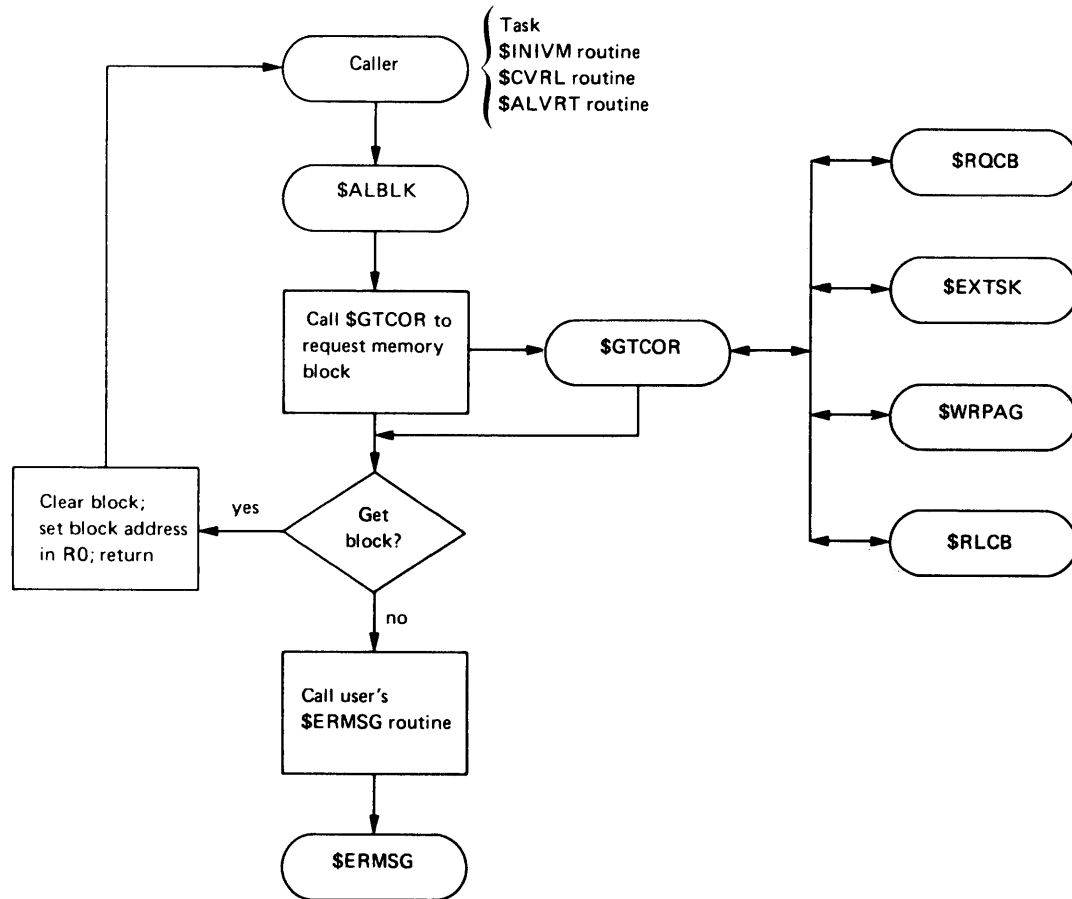 Caller
Task
$INIVM routine
$CVRL routine
$ALVRT routine
$ALBLK
$RQCB
$EXTSK
Call $GTCOR to
request memory
block
$GTCOR
$WRPAG
$RLCB
Clear block;
set block address
in R0; return
yes
Get
block?
no
Call user's
$ERMSG routine
$ERMSG